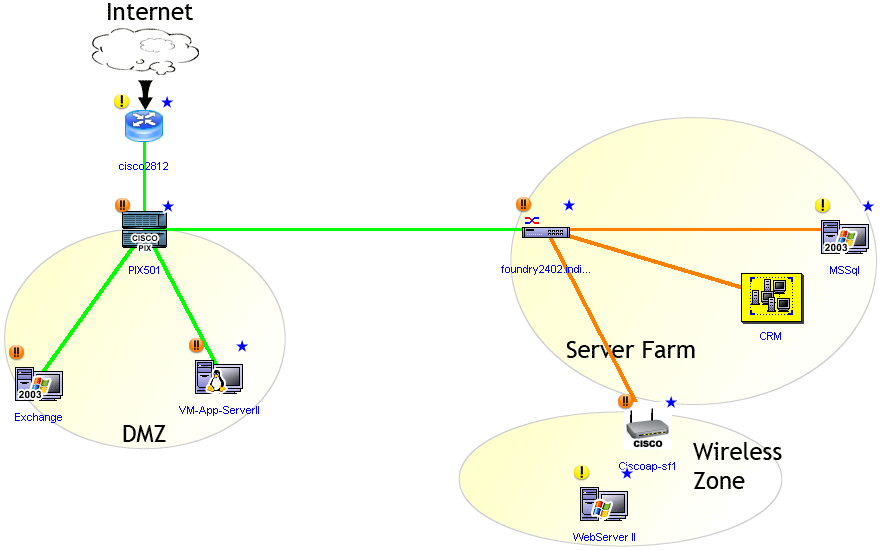 Internet
!
cisco2812
!!
CISCO
PIX
PIX501
!!
foundry2402.indi...
!
2003
MSSql
CRM
Server Farm
!!
2003
Exchange
!!
VM-App-ServerII
DMZ
!!
CISCO
Ciscoap-sf1
Wireless
Zone
!
WebServer II